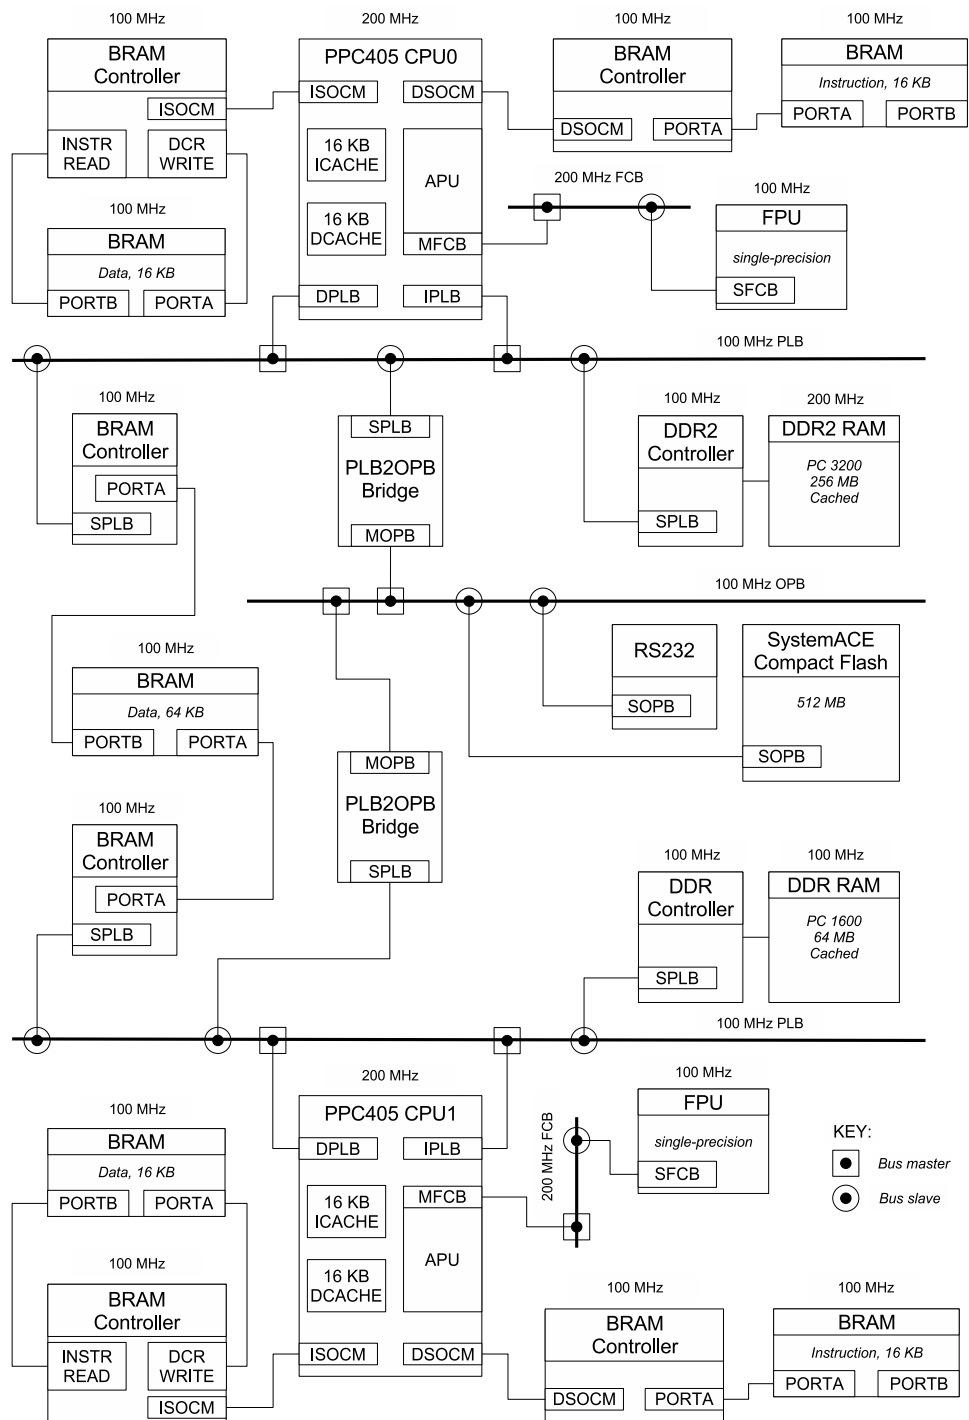 100 MHz
BRAM
Controller
ISOCM
INSTR
READ
DCR
WRITE
100 MHz
BRAM
Data, 16 KB
PORTB
PORTA
200 MHz
PPC405 CPU0
ISOCM
DSOCM
16 KB
ICACHE
16 KB
DCACHE
APU
MFCB
DPLB
IPLB
100 MHz
BRAM
Controller
DSOCM
PORTA
100 MHz
BRAM
Instruction, 16 KB
PORTA
PORTB
200 MHz FCB
100 MHz
FPU
single-precision
SFCB
100 MHz PLB
100 MHz
BRAM
Controller
PORTA
SPLB
SPLB
PLB2OPB
Bridge
MOPB
100 MHz
DDR2
Controller
SPLB
200 MHz
DDR2 RAM
PC 3200
256 MB
Cached
100 MHz OPB
100 MHz
BRAM
Data, 64 KB
PORTB
PORTA
RS232
SOPB
SystemACE
Compact Flash
512 MB
SOPB
MOPB
PLB2OPB
Bridge
SPLB
100 MHz
BRAM
Controller
PORTA
SPLB
100 MHz
DDR
Controller
SPLB
100 MHz
DDR RAM
PC 1600
64 MB
Cached
100 MHz PLB
200 MHz
PPC405 CPU1
DPLB
IPLB
16 KB
ICACHE
16 KB
DCACHE
MFCB
APU
ISOCM
DSOCM
100 MHz
BRAM
Data, 16 KB
PORTB
PORTA
100 MHz
BRAM
Controller
INSTR
READ
DCR
WRITE
ISOCM
200 MHz FCB
100 MHz
FPU
single-precision
SFCB
KEY:
Bus master
Bus slave
100 MHz
BRAM
Controller
DSOCM
PORTA
100 MHz
BRAM
Instruction, 16 KB
PORTA
PORTB